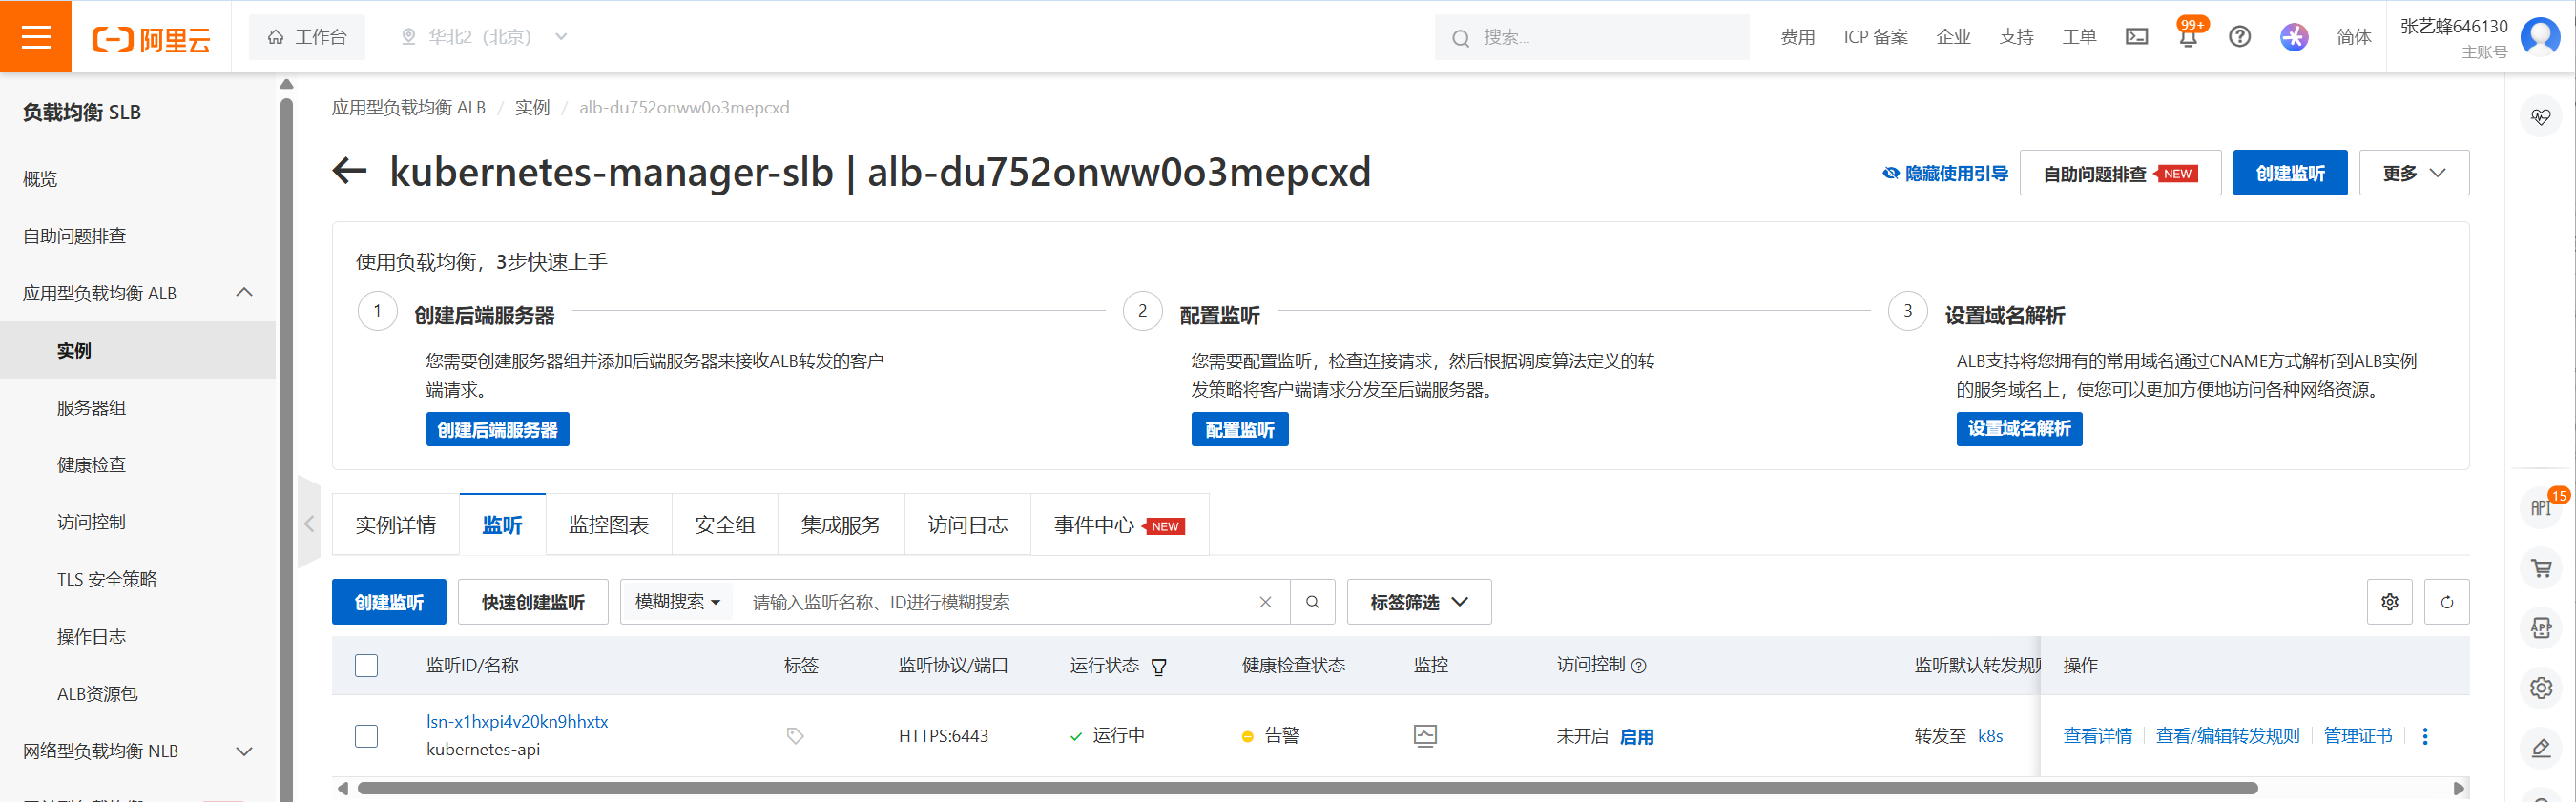 阿里云
工作台
华北2（北京）
搜索...
费用
ICP 备案
企业
支持
工单
99+
简体
张艺蜂646130
主账号
负载均衡 SLB
概览
自助问题排查
应用型负载均衡 ALB
实例
服务器组
健康检查
访问控制
TLS 安全策略
操作日志
ALB资源包
网络型负载均衡 NLB
应用型负载均衡 ALB / 实例 / alb-du752onww0o3mepcxd
kubernetes-manager-slb | alb-du752onww0o3mepcxd
隐藏使用引导
自助问题排查 NEW
创建监听
更多
使用负载均衡，3步快速上手
1 创建后端服务器
您需要创建服务器组并添加后端服务器来接收ALB转发的客户
端请求。
创建后端服务器
2 配置监听
您需要配置监听，检查连接请求，然后根据调度算法定义的转
发策略将客户端请求分发至后端服务器。
配置监听
3 设置域名解析
ALB支持将您拥有的常用域名通过CNAME方式解析到ALB实例
的服务域名上，使您可以更加方便地访问各种网络资源。
设置域名解析
实例详情
监听
监控图表
安全组
集成服务
访问日志
事件中心 NEW
创建监听
快速创建监听
模糊搜索
请输入监听名称、ID进行模糊搜索
标签筛选
监听ID/名称
标签
监听协议/端口
运行状态
健康检查状态
监控
访问控制
监听默认转发规则
操作
lsn-x1hxpi4v20kn9hhxtx
kubernetes-api
HTTPS:6443
运行中
告警
未开启 启用
转发至 k8s
查看详情
查看/编辑转发规则
管理证书
API
15
APP